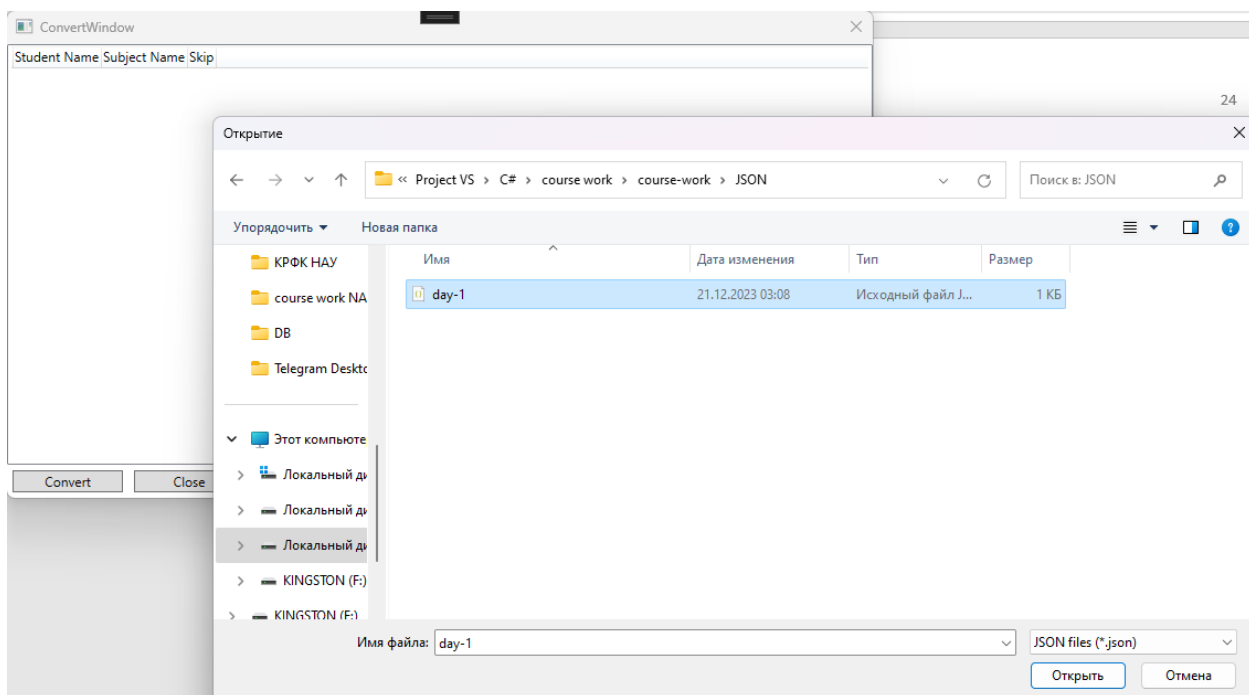 ConvertWindow
Student Name Subject Name Skip
24
Открытие
« Project VS > C# > course work > course-work > JSON
Поиск в: JSON
Упорядочить Новая папка
Имя Дата изменения Тип Размер
КРФК НАУ
course work NA
DB
Telegram Deskto
day-1 21.12.2023 03:08 Исходный файл J... 1 КБ
Этот компьюте
Локальный ди
Локальный ди
Локальный ди
KINGSTON (F:)
KINGSTON (F:)
Convert Close
Имя файла: day-1 JSON files (*.json)
Открыть Отмена